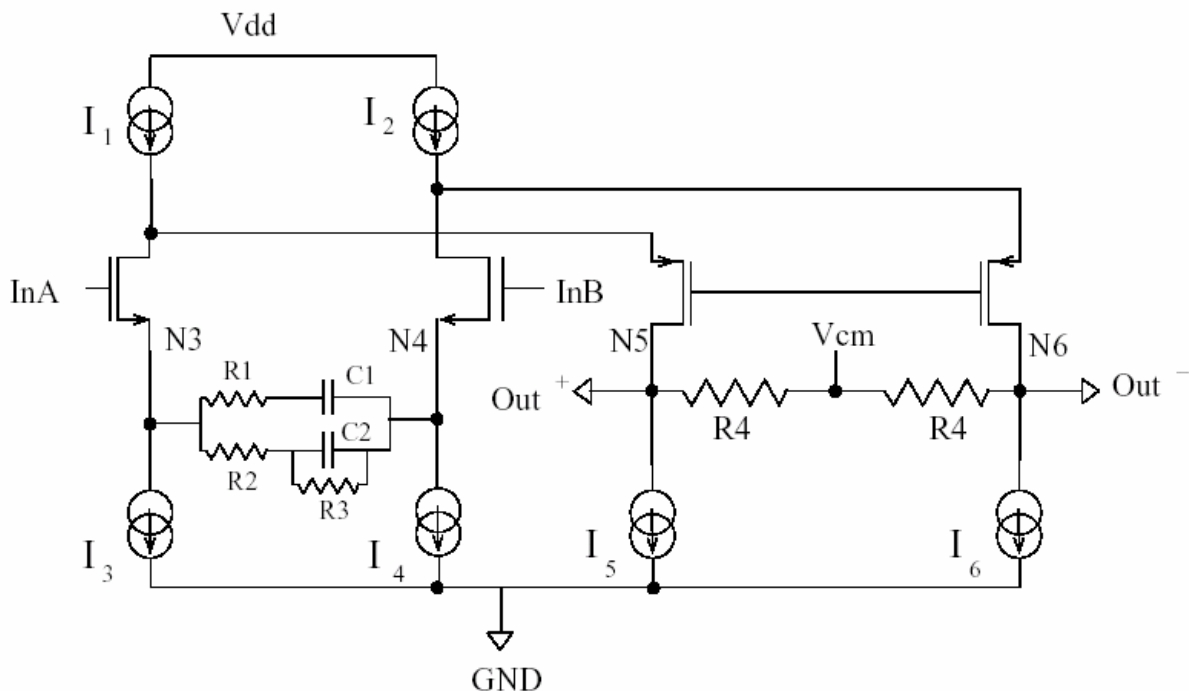 Vdd
I1
I2
InA
InB
N3
N4
N5
N6
Vcm
R1
C1
C2
R2
R3
Out +
Out −
R4
R4
I3
I4
I5
I6
GND